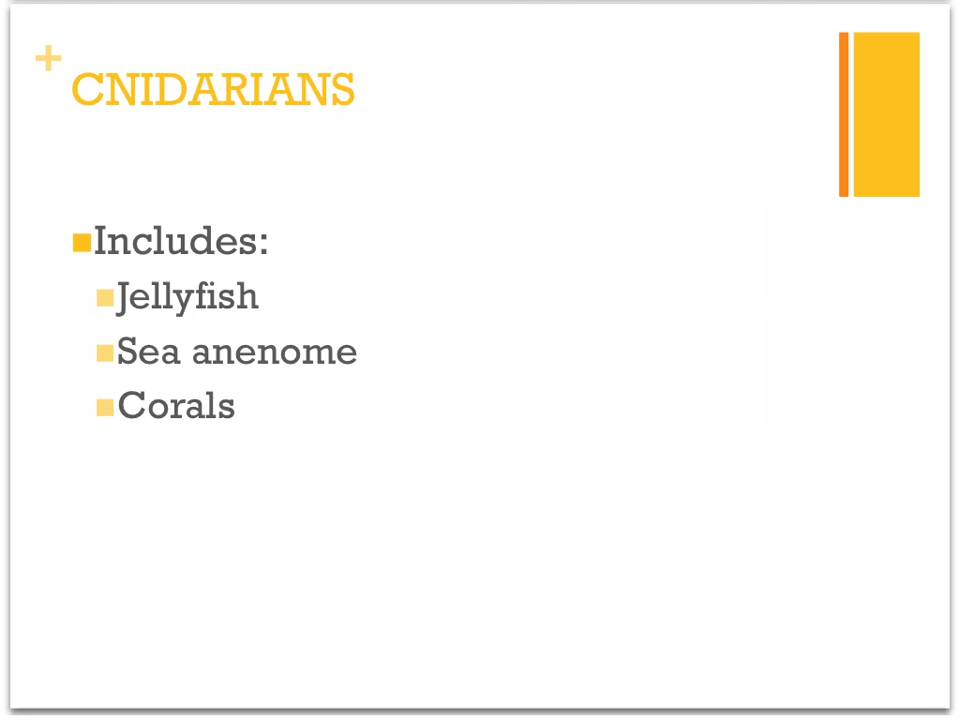 +
CNIDARIANS
Includes:
Jellyfish
Sea anenome
Corals